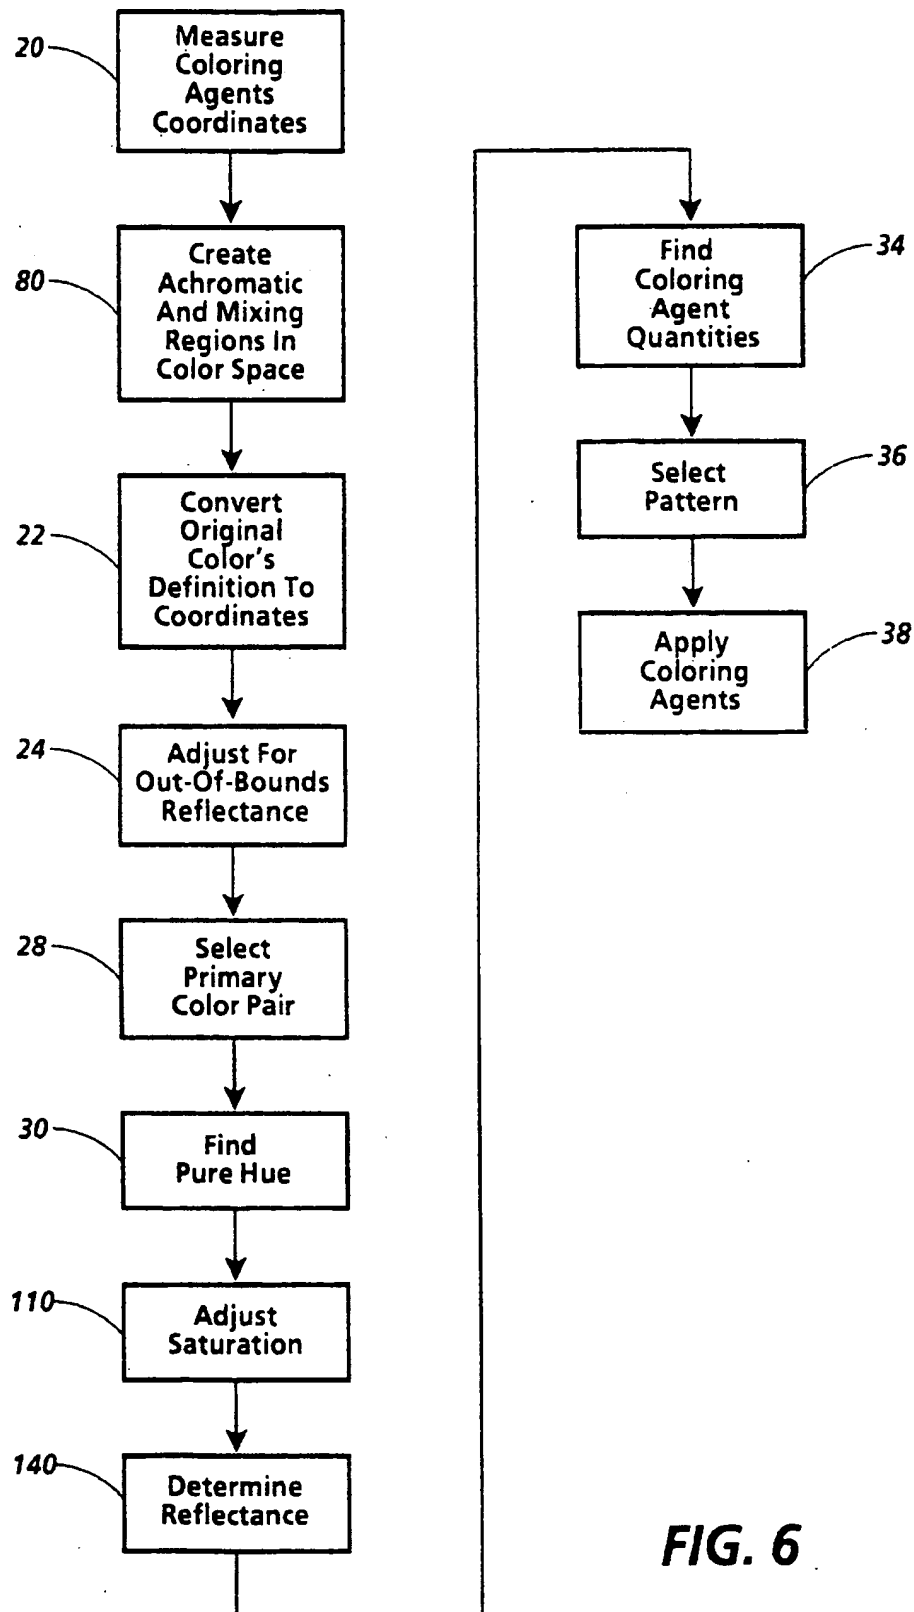 20
Measure
Coloring
Agents
Coordinates
80
Create
Achromatic
And Mixing
Regions In
Color Space
22
Convert
Original
Color's
Definition To
Coordinates
24
Adjust For
Out-Of-Bounds
Reflectance
28
Select
Primary
Color Pair
30
Find
Pure Hue
110
Adjust
Saturation
140
Determine
Reflectance
34
Find
Coloring
Agent
Quantities
36
Select
Pattern
38
Apply
Coloring
Agents
FIG. 6